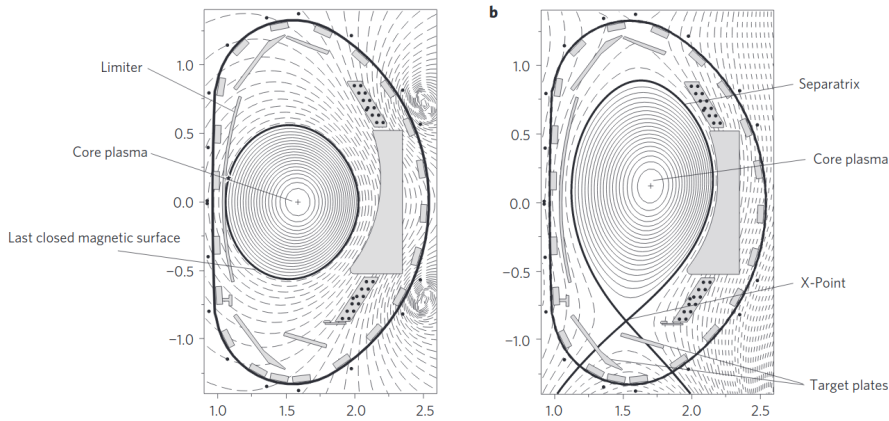 b
1.0
0.5
0.0
−0.5
−1.0
1.0
1.5
2.0
2.5
Limiter
Core plasma
Last closed magnetic surface
1.0
0.5
0.0
−0.5
−1.0
1.0
1.5
2.0
2.5
Separatrix
Core plasma
X-Point
Target plates